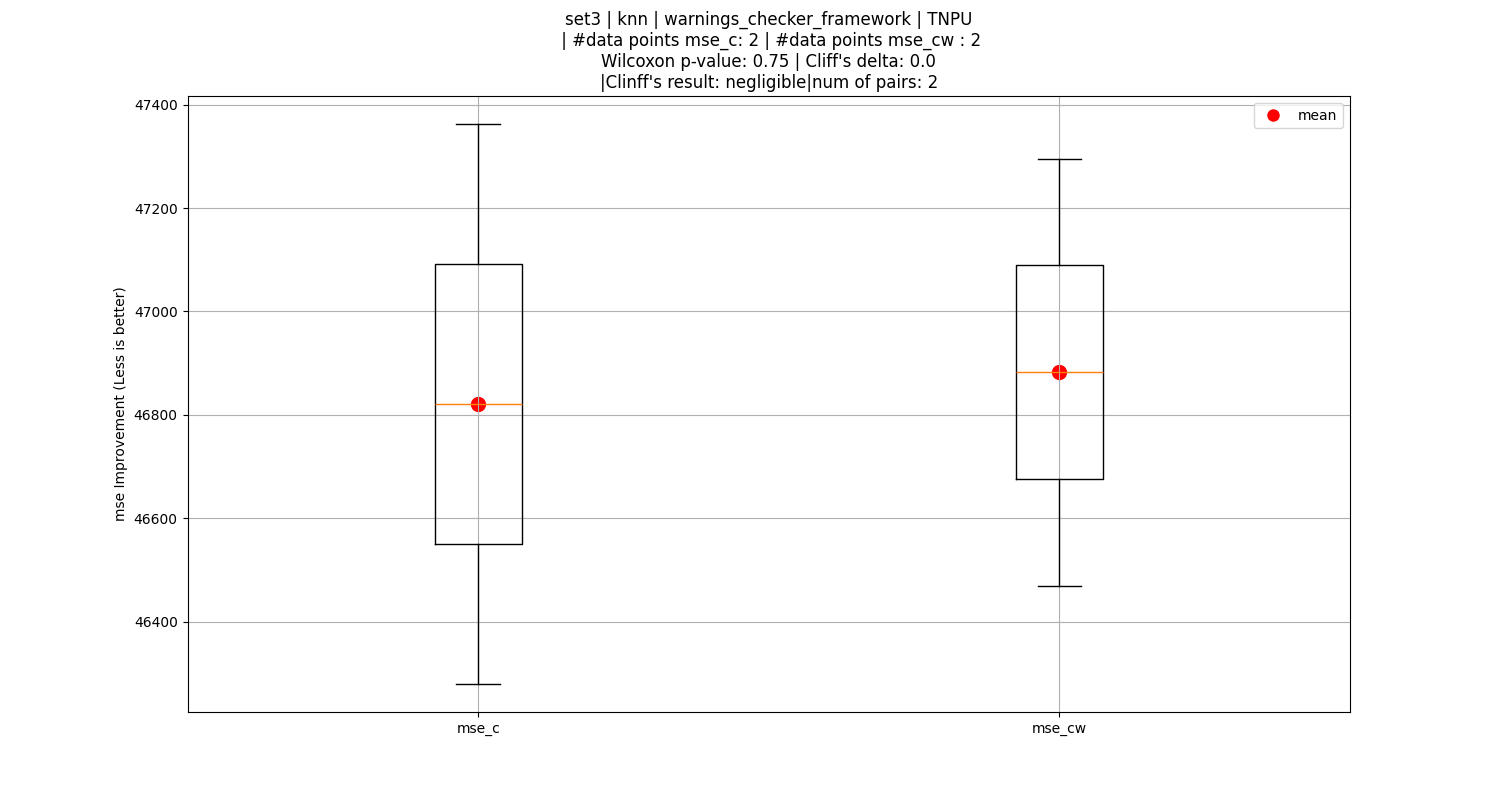 set3 | knn | warnings_checker_framework | TNPU
| #data points mse_c: 2 | #data points mse_cw : 2
Wilcoxon p-value: 0.75 | Cliff's delta: 0.0
|Clinff's result: negligible|num of pairs: 2
mean
47400
47200
47000
46800
46600
46400
mse Improvement (Less is better)
mse_c
mse_cw